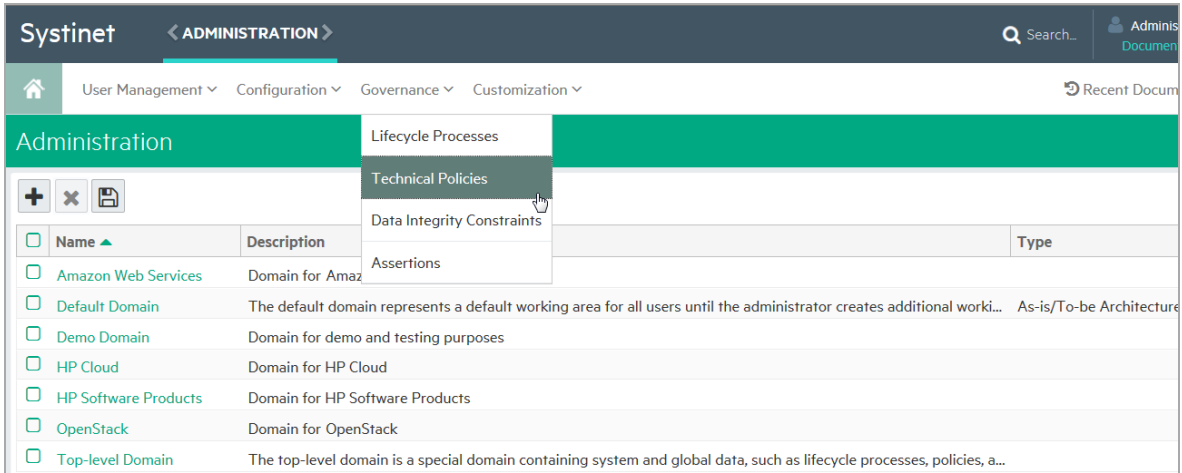 Systinet < ADMINISTRATION > Search... Adminis
Documen
User Management Configuration Governance Customization Recent Docum
Lifecycle Processes
Administration
Technical Policies
Data Integrity Constraints
Name Description Type
Assertions
Amazon Web Services Domain for Amaz
Default Domain The default domain represents a default working area for all users until the administrator creates additional worki... As-is/To-be Architecture
Demo Domain Domain for demo and testing purposes
HP Cloud Domain for HP Cloud
HP Software Products Domain for HP Software Products
OpenStack Domain for OpenStack
Top-level Domain The top-level domain is a special domain containing system and global data, such as lifecycle processes, policies, a...